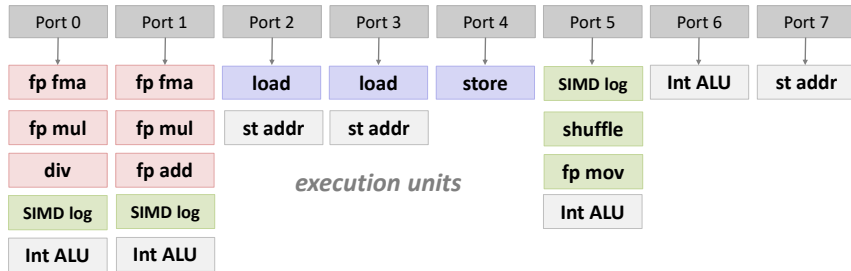 Port 0 Port 1 Port 2 Port 3 Port 4 Port 5 Port 6 Port 7
fp fma fp fma load load store SIMD log Int ALU st addr
fp mul fp mul st addr st addr shuffle
div fp add execution units fp mov
SIMD log SIMD log Int ALU
Int ALU Int ALU